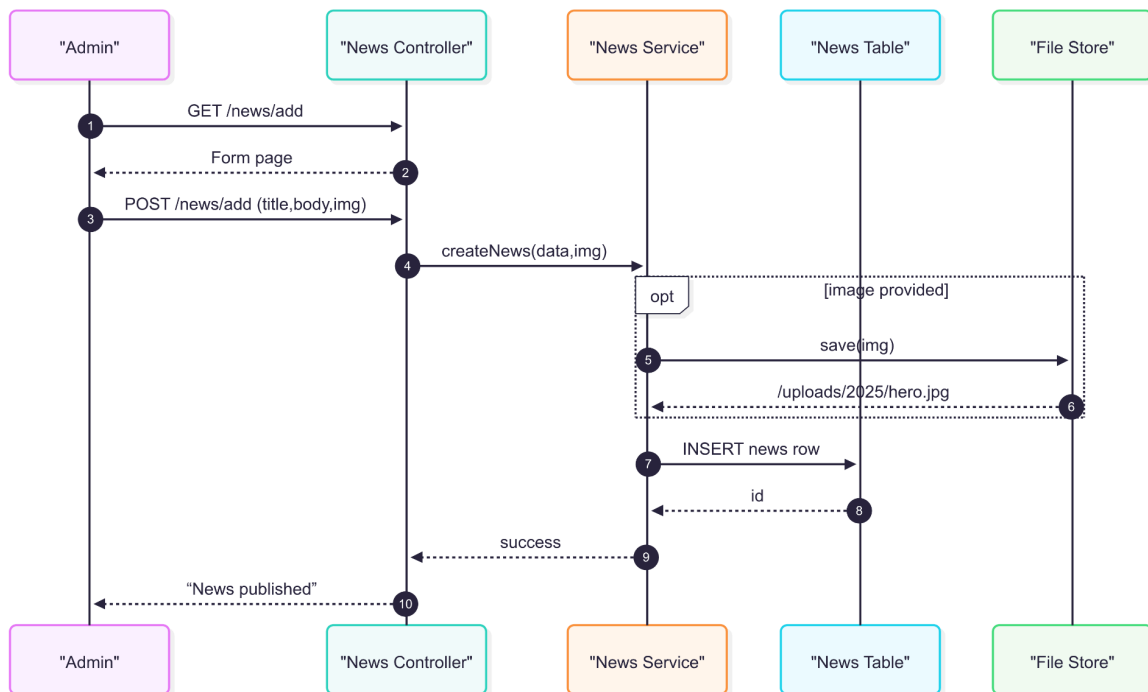 "Admin"
"News Controller"
"News Service"
"News Table"
"File Store"
GET /news/add
1
Form page
2
POST /news/add (title,body,img)
3
createNews(data,img)
4
opt
[image provided]
save(img)
5
/uploads/2025/hero.jpg
6
INSERT news row
7
id
8
success
9
“News published”
10
"Admin"
"News Controller"
"News Service"
"News Table"
"File Store"